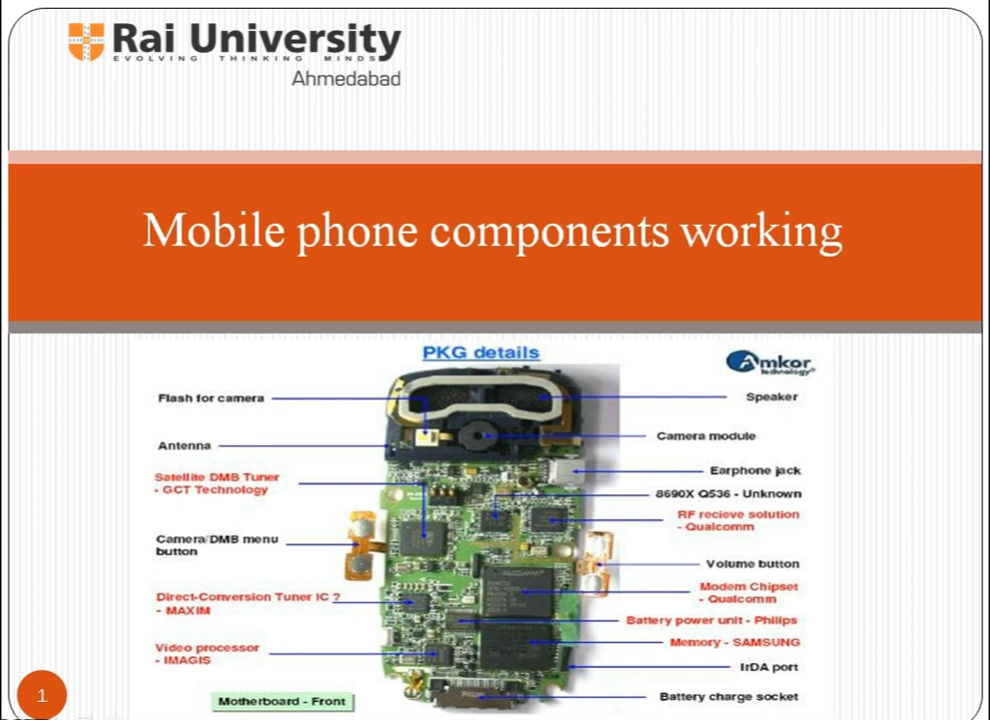 Rai University
EVOLVING THINKING MINDS
Ahmedabad
Mobile phone components working
PKG details
Amkor
Technology®
Flash for camera
Speaker
Antenna
Camera module
Satellite DMB Tuner
- GCT Technology
Earphone jack
8690X Q536 - Unknown
RF recieve solution
- Qualcomm
Camera/DMB menu
button
Volume button
Direct-Conversion Tuner IC ?
- MAXIM
Modem Chipset
- Qualcomm
Battery power unit - Philips
Memory - SAMSUNG
Video processor
- IMAGIS
IrDA port
Battery charge socket
Motherboard - Front
1